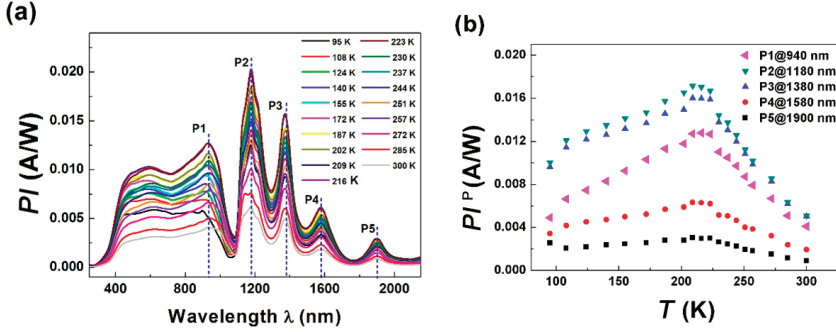 (a)
PI (A/W)
0.020
0.015
0.010
0.005
0.000
P1
P2
P3
P4
P5
95 K 223 K
108 K 230 K
124 K 237 K
140 K 244 K
155 K 251 K
172 K 257 K
187 K 272 K
202 K 285 K
209 K 300 K
216 K
400 800 1200 1600 2000
Wavelength λ (nm)
(b)
PI P (A/W)
0.020
0.016
0.012
0.008
0.004
0.000
P1@940 nm
P2@1180 nm
P3@1380 nm
P4@1580 nm
P5@1900 nm
100 150 200 250 300
T (K)